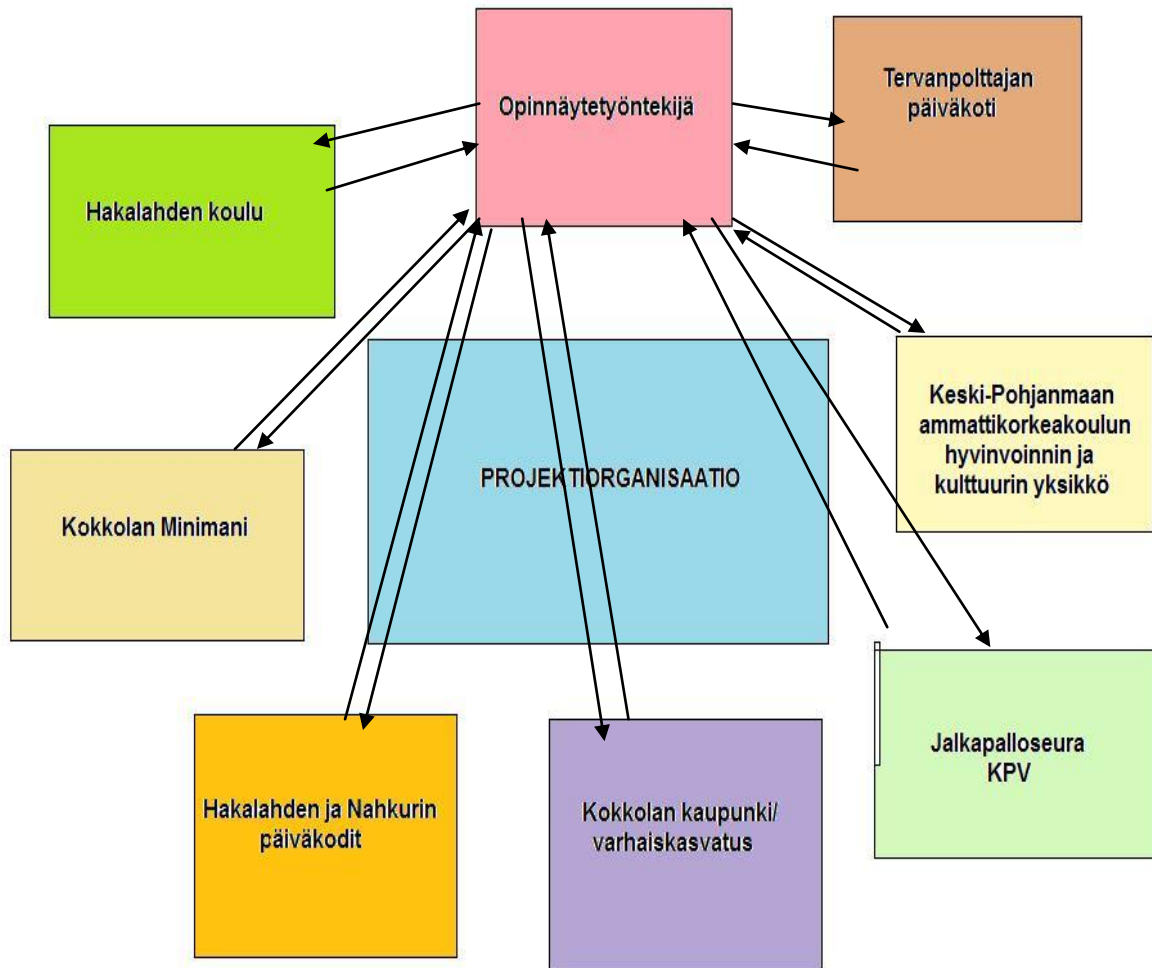 Opinnäytetyöntekijä
Tervanpolttajan
päiväkoti
Hakalahden koulu
Keski-Pohjanmaan
ammattikorkeakoulun
hyvinvoinnin ja
kulttuurin yksikkö
PROJEKTIORGANISAATIO
Kokkolan Minimani
Jalkapalloseura
KPV
Hakalahden ja Nahkurin
päiväkodit
Kokkolan kaupunki/
varhaiskasvatus